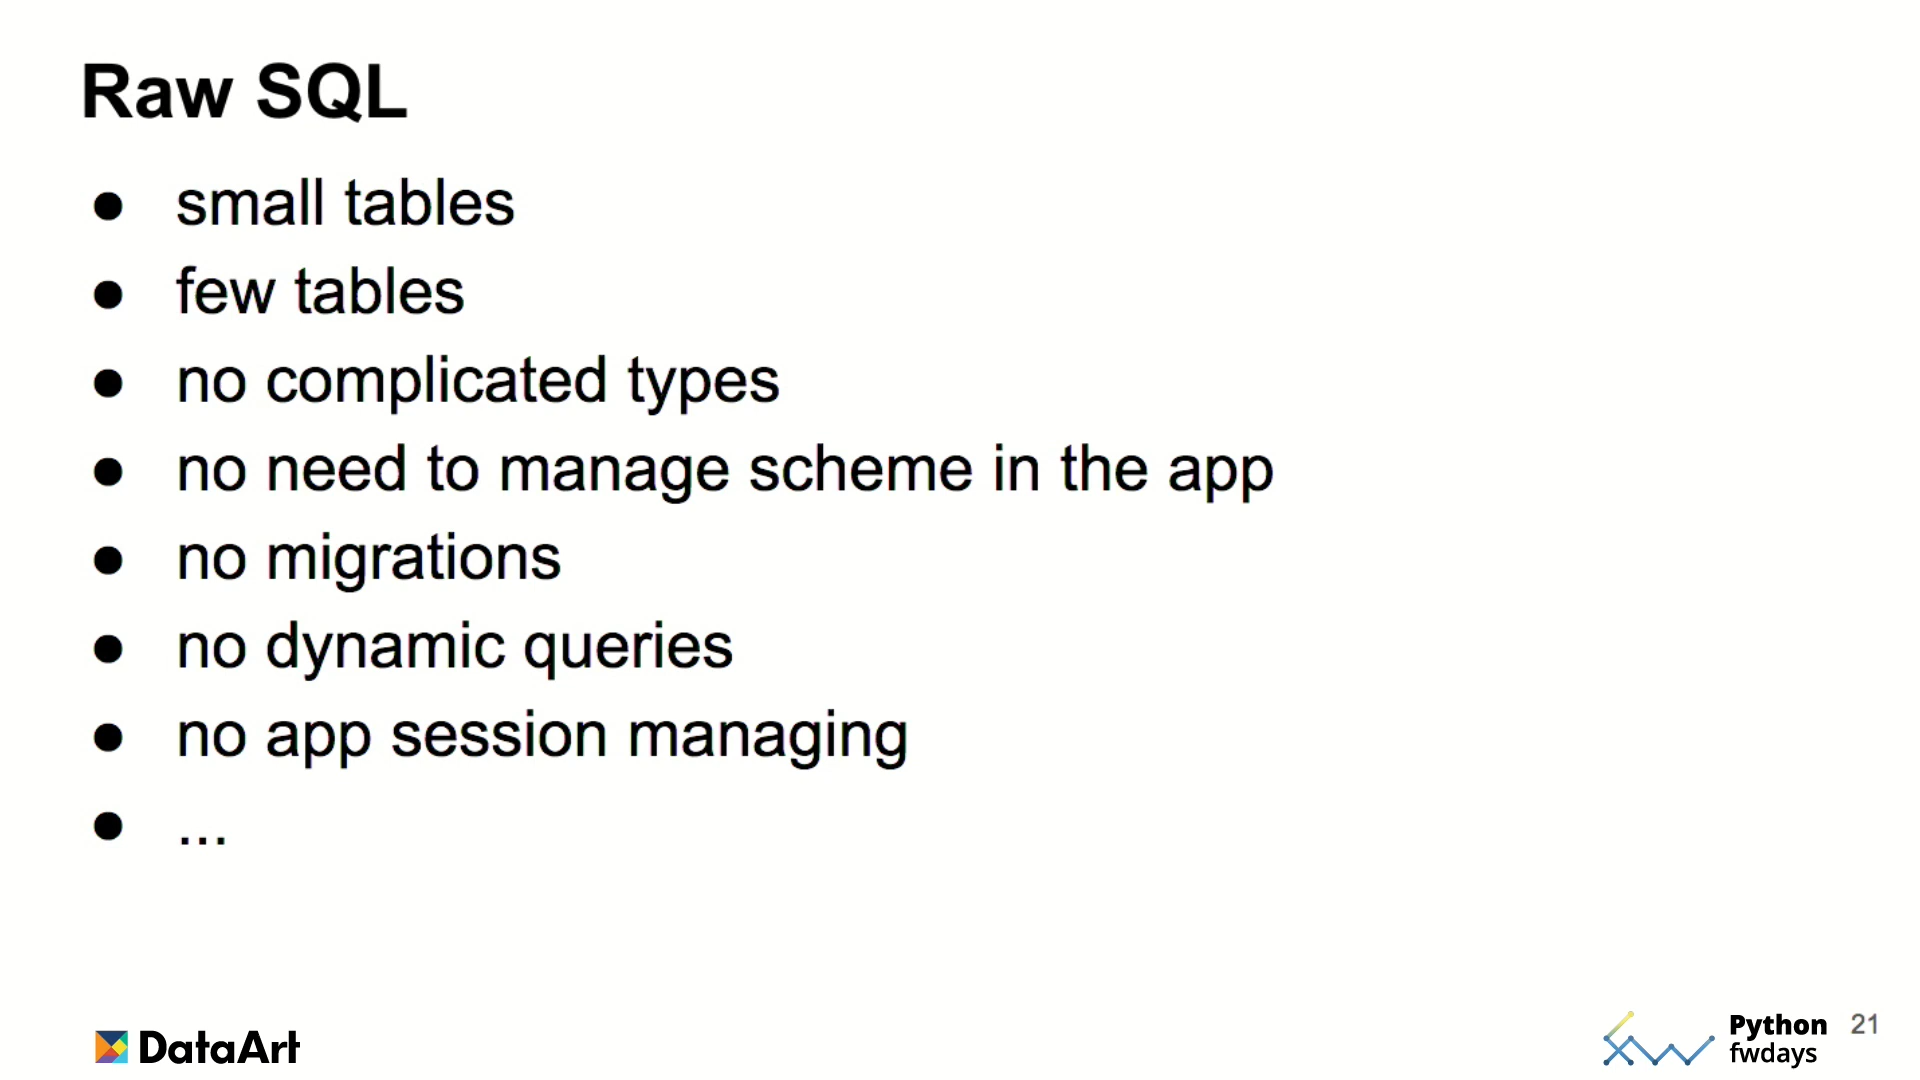 Raw SQL
● small tables
● few tables
● no complicated types
● no need to manage scheme in the app
● no migrations
● no dynamic queries
● no app session managing
● ...
DataArt
Python
fwdays
21